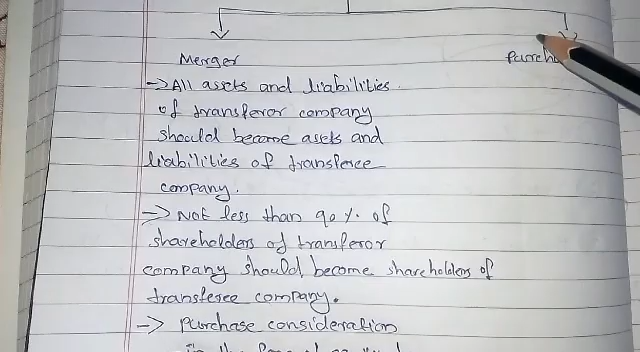 Merger
-> All assets and liabilities.
of transferor company
should become assets and
liabilities of transferee
company.
-> Not less than 90%. of
shareholders of transferor
company should become shareholders of
transferee company.
-> purchase consideration